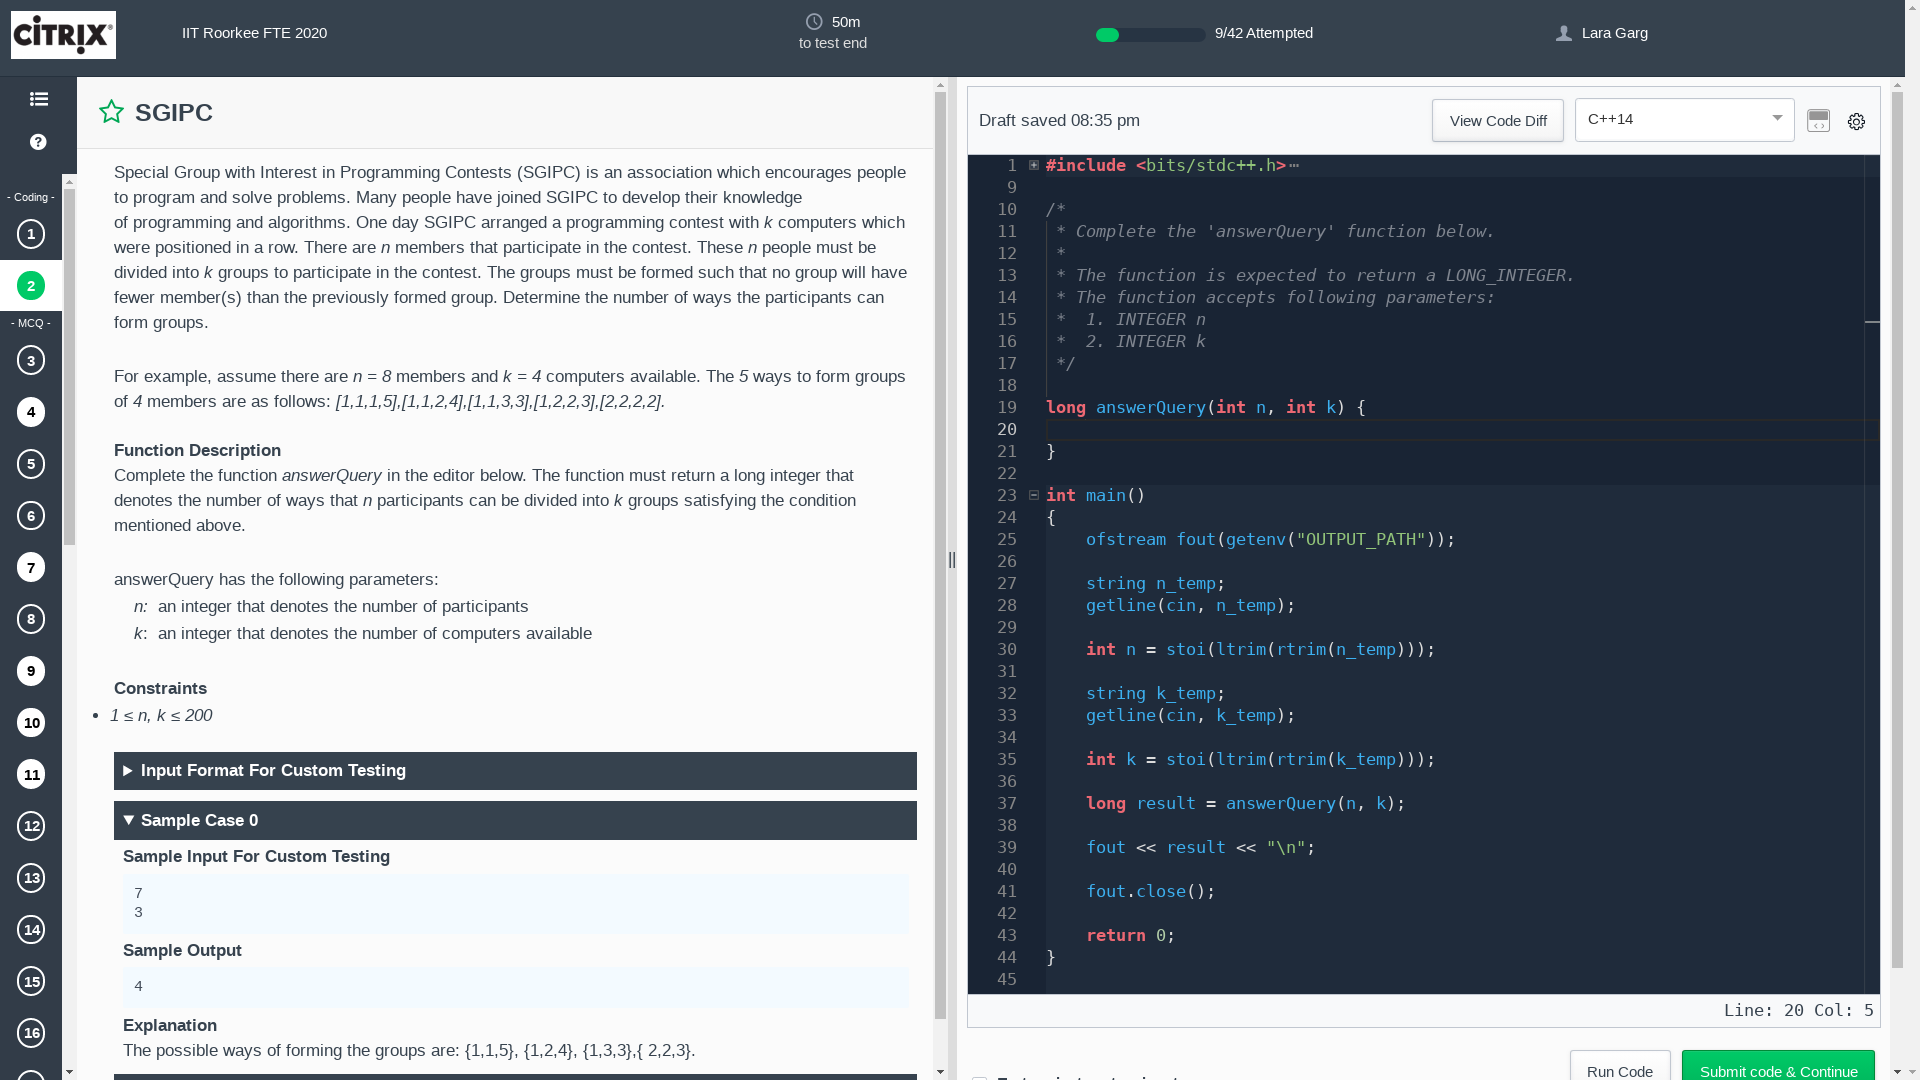 CITRIX
IIT Roorkee FTE 2020
50m
to test end
9/42 Attempted
Lara Garg
- Coding -
1
2
- MCQ -
3
4
5
6
7
8
9
10
11
12
13
14
15
16
SGIPC
Special Group with Interest in Programming Contests (SGIPC) is an association which encourages people
to program and solve problems. Many people have joined SGIPC to develop their knowledge
of programming and algorithms. One day SGIPC arranged a programming contest with k computers which
were positioned in a row. There are n members that participate in the contest. These n people must be
divided into k groups to participate in the contest. The groups must be formed such that no group will have
fewer member(s) than the previously formed group. Determine the number of ways the participants can
form groups.
For example, assume there are n = 8 members and k = 4 computers available. The 5 ways to form groups
of 4 members are as follows: [1,1,1,5],[1,1,2,4],[1,1,3,3],[1,2,2,3],[2,2,2,2].
Function Description
Complete the function answerQuery in the editor below. The function must return a long integer that
denotes the number of ways that n participants can be divided into k groups satisfying the condition
mentioned above.
answerQuery has the following parameters:
n: an integer that denotes the number of participants
k: an integer that denotes the number of computers available
Constraints
• 1 ≤ n, k ≤ 200
Input Format For Custom Testing
Sample Case 0
Sample Input For Custom Testing
7
3
Sample Output
4
Explanation
The possible ways of forming the groups are: {1,1,5}, {1,2,4}, {1,3,3},{ 2,2,3}.
Draft saved 08:35 pm
View Code Diff
C++14
1 #include <bits/stdc++.h>
9
10 /*
11 * Complete the 'answerQuery' function below.
12 *
13 * The function is expected to return a LONG_INTEGER.
14 * The function accepts following parameters:
15 * 1. INTEGER n
16 * 2. INTEGER k
17 */
18
19 long answerQuery(int n, int k) {
20
21 }
22
23 int main()
24 {
25 ofstream fout(getenv("OUTPUT_PATH"));
26
27 string n_temp;
28 getline(cin, n_temp);
29
30 int n = stoi(ltrim(rtrim(n_temp)));
31
32 string k_temp;
33 getline(cin, k_temp);
34
35 int k = stoi(ltrim(rtrim(k_temp)));
36
37 long result = answerQuery(n, k);
38
39 fout << result << "\n";
40
41 fout.close();
42
43 return 0;
44 }
45
Line: 20 Col: 5
Run Code
Submit code & Continue